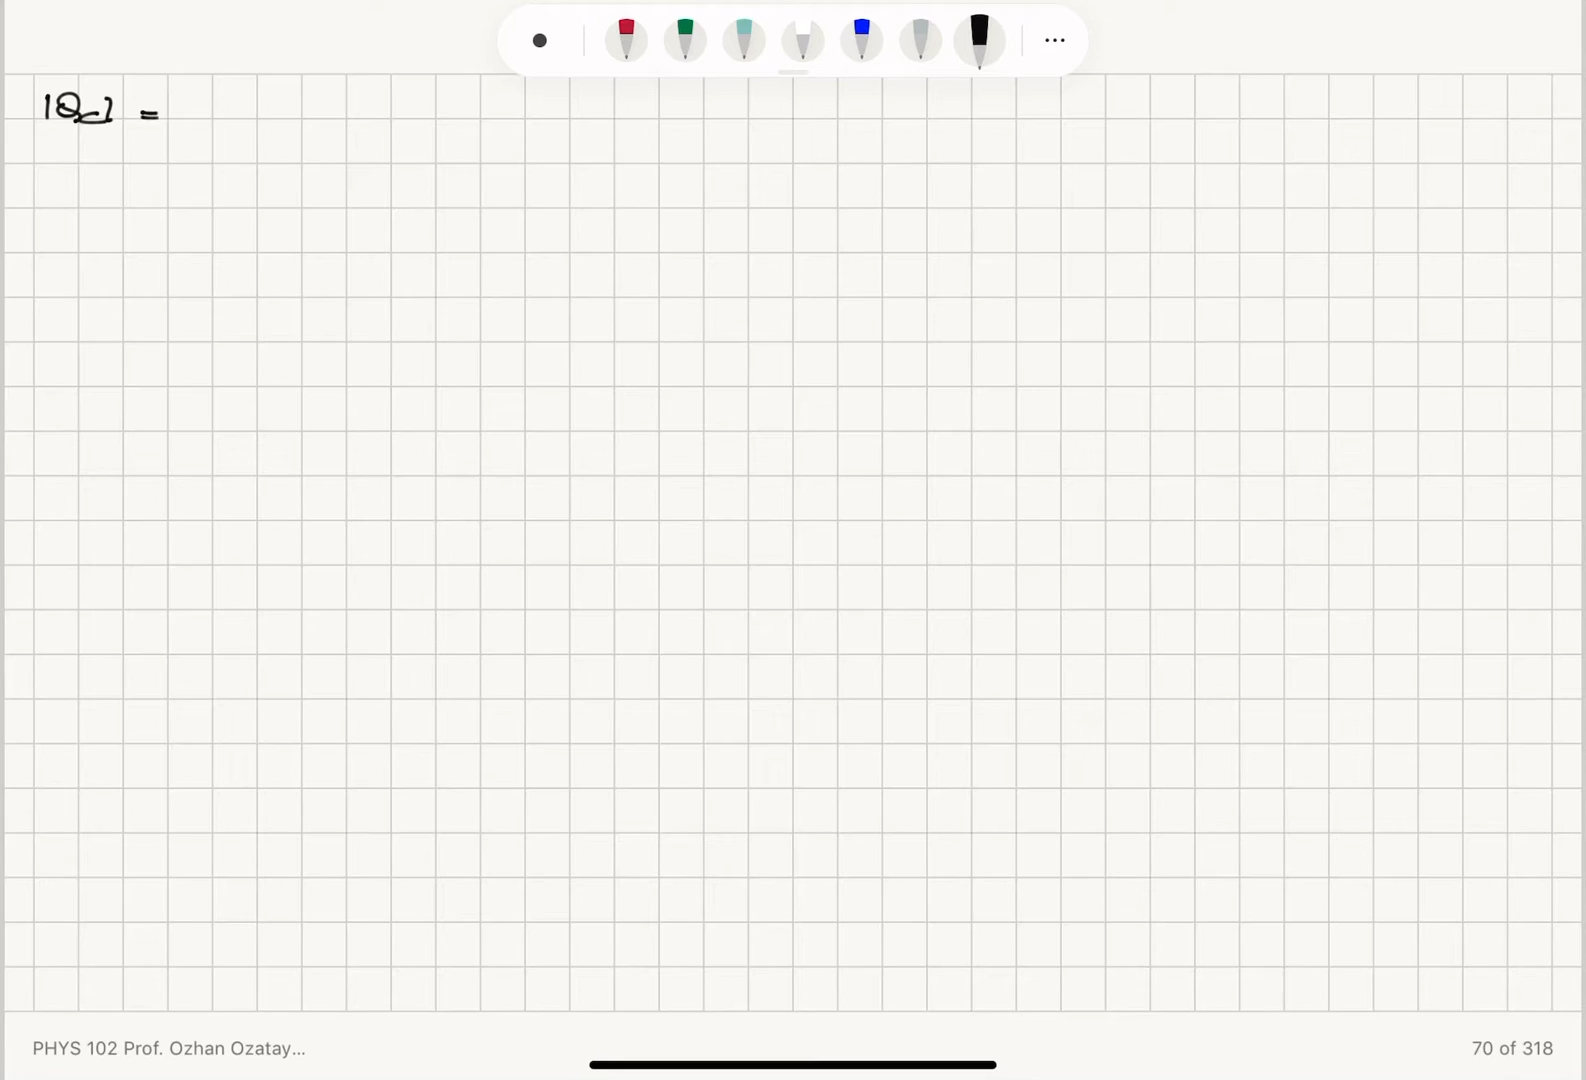 |Qc| =
PHYS 102 Prof. Ozhan Ozatay...
70 of 318